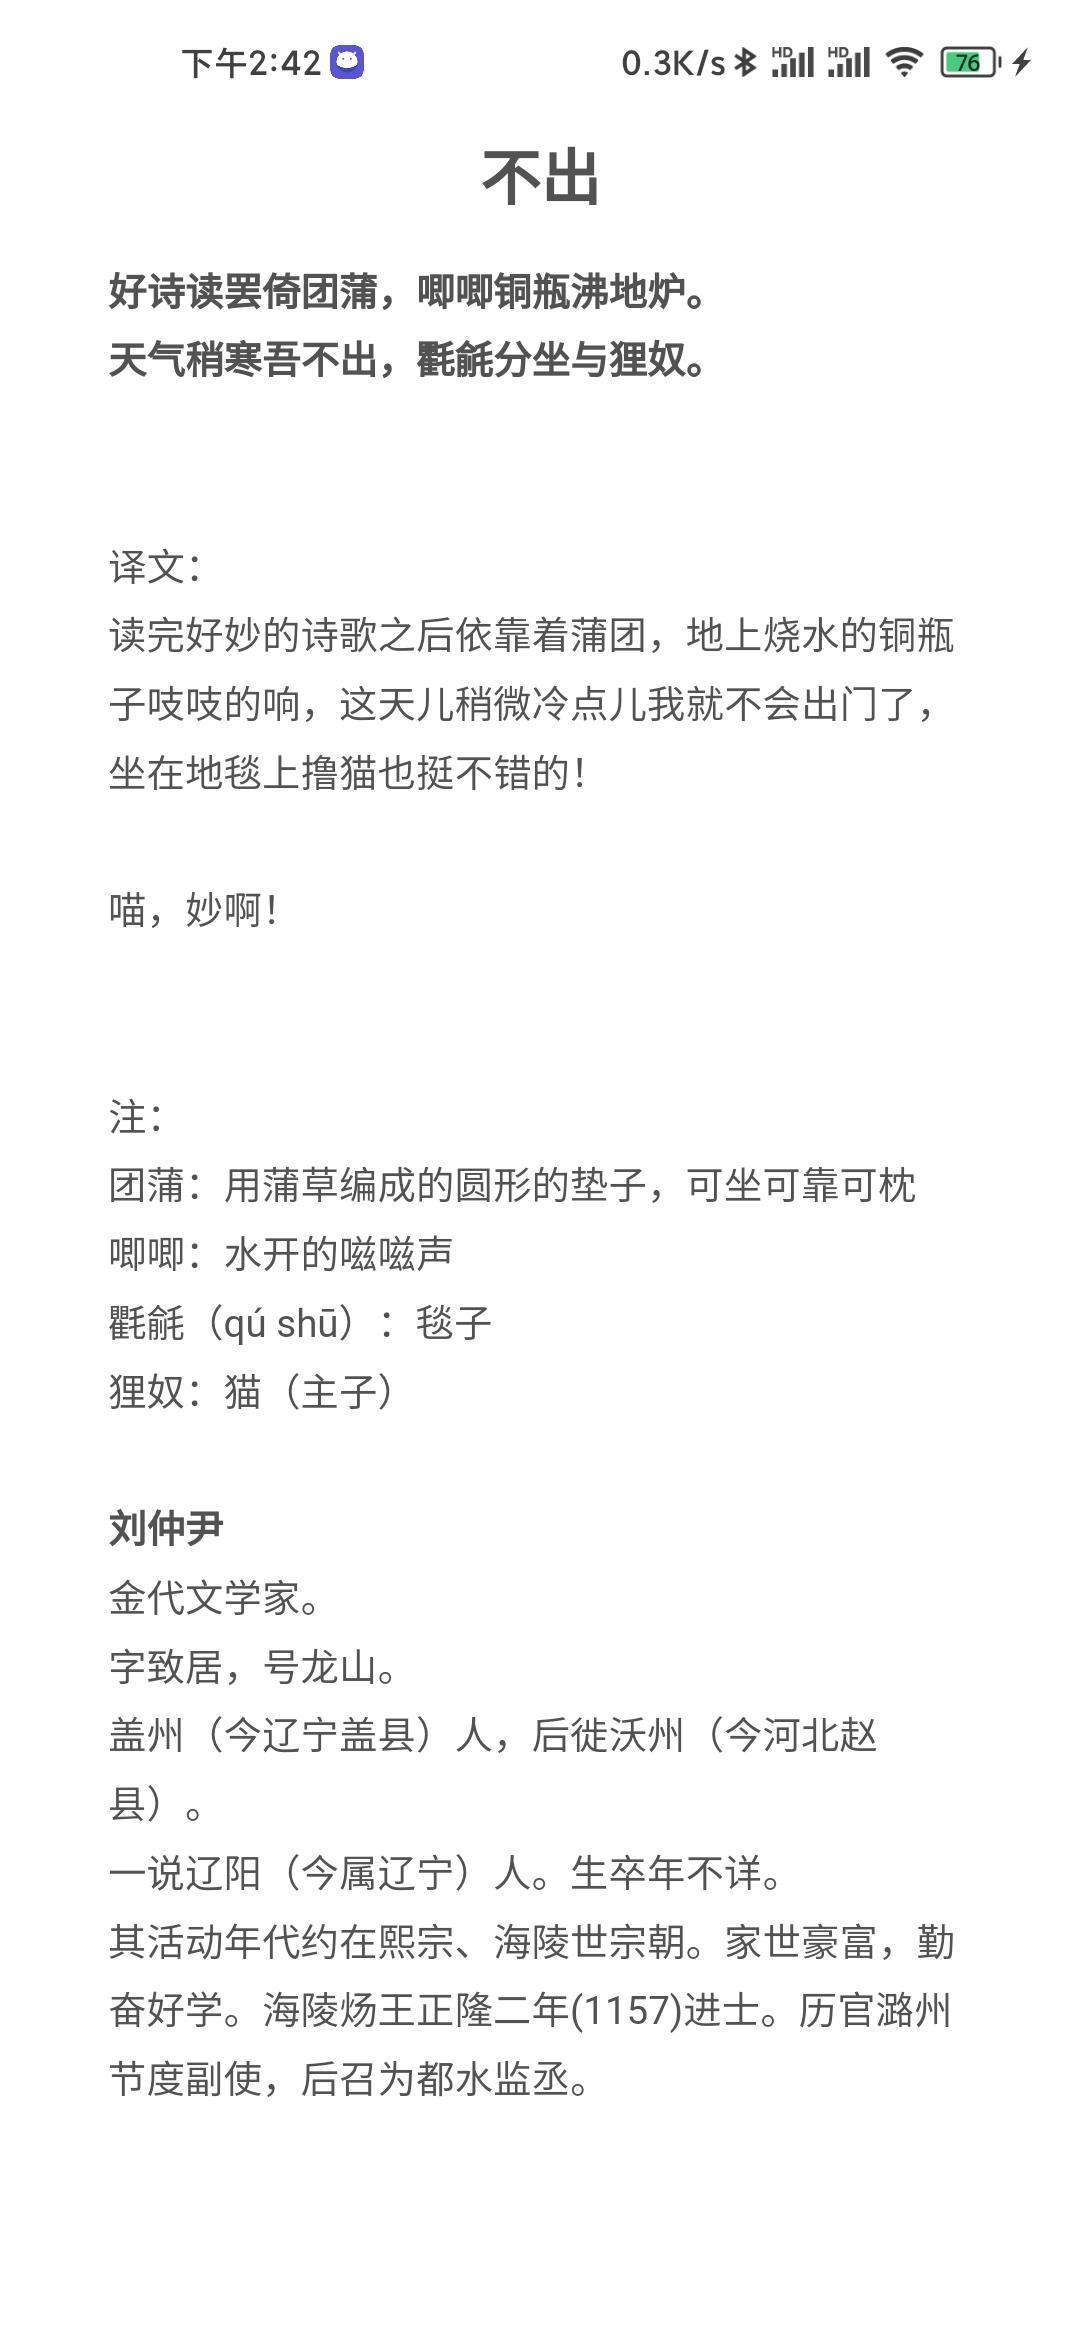 下午2:42
0.3K/s HD HD 76
不出
好诗读罢倚团蒲，唧唧铜瓶沸地炉。
天气稍寒吾不出，氍毹分坐与狸奴。
译文：
读完好妙的诗歌之后依靠着蒲团，地上烧水的铜瓶
子吱吱的响，这天儿稍微冷点儿我就不会出门了，
坐在地毯上撸猫也挺不错的！
喵，妙啊！
注：
团蒲：用蒲草编成的圆形的垫子，可坐可靠可枕
唧唧：水开的嗞嗞声
氍毹（qú shū）：毯子
狸奴：猫（主子）
刘仲尹
金代文学家。
字致居，号龙山。
盖州（今辽宁盖县）人，后徙沃州（今河北赵
县）。
一说辽阳（今属辽宁）人。生卒年不详。
其活动年代约在熙宗、海陵世宗朝。家世豪富，勤
奋好学。海陵炀王正隆二年(1157)进士。历官潞州
节度副使，后召为都水监丞。